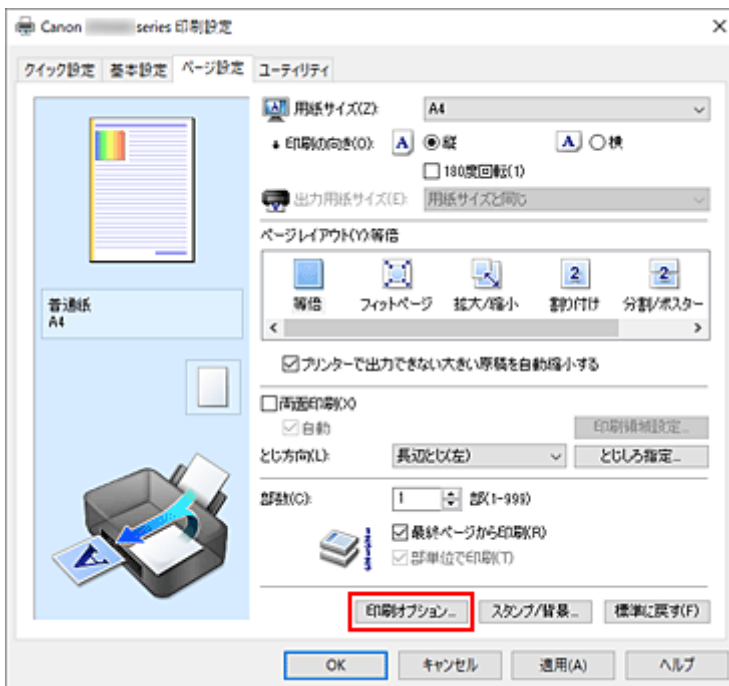 Canon series 印刷設定
クイック設定 基本設定 ページ設定 ユーティリティ
用紙サイズ(Z): A4
印刷の向き(O): A 縦 A 横
180度回転(1)
出力用紙サイズ(E): 用紙サイズと同じ
ページレイアウト(Y):等倍
等倍 フィットページ 拡大/縮小 割り付け 分割/ポスター
普通紙
A4
プリンターで出力できない大きい原稿を自動縮小する
両面印刷(X)
自動 印刷領域設定...
とじ方向(L): 長辺とじ(左) とじしろ指定...
部数(C): 1 部(1-999)
最終ページから印刷(R)
部単位で印刷(T)
印刷オプション... スタンプ/背景... 標準に戻す(F)
OK キャンセル 適用(A) ヘルプ